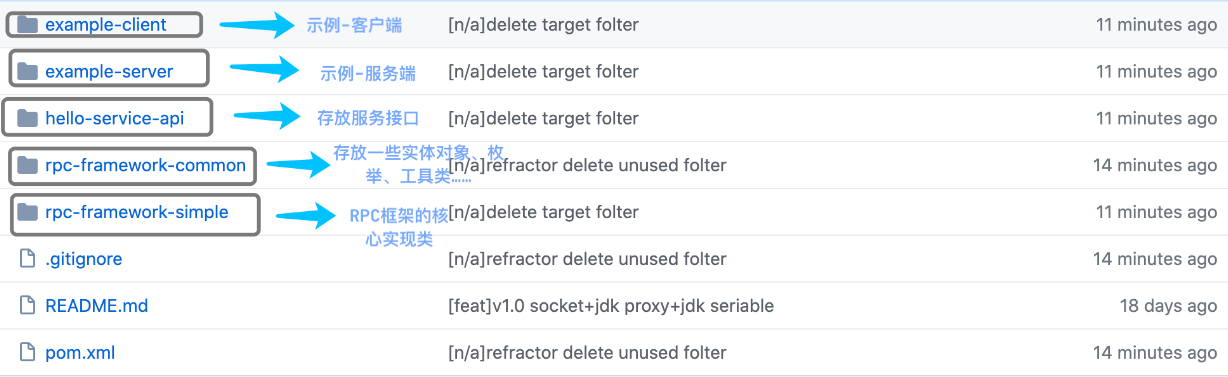 example-client 示例-客户端 [n/a]delete target folter 11 minutes ago
example-server 示例-服务端 [n/a]delete target folter 11 minutes ago
hello-service-api 存放服务接口 [n/a]delete target folter 11 minutes ago
rpc-framework-common 存放一些实体对象、枚 [n/a]refractor delete unused folter 14 minutes ago
举、工具类……
rpc-framework-simple RPC框架的核 [n/a]delete target folter 11 minutes ago
心实现类
.gitignore [n/a]refractor delete unused folter 14 minutes ago
README.md [feat]v1.0 socket+jdk proxy+jdk seriable 18 days ago
pom.xml [n/a]refractor delete unused folter 14 minutes ago